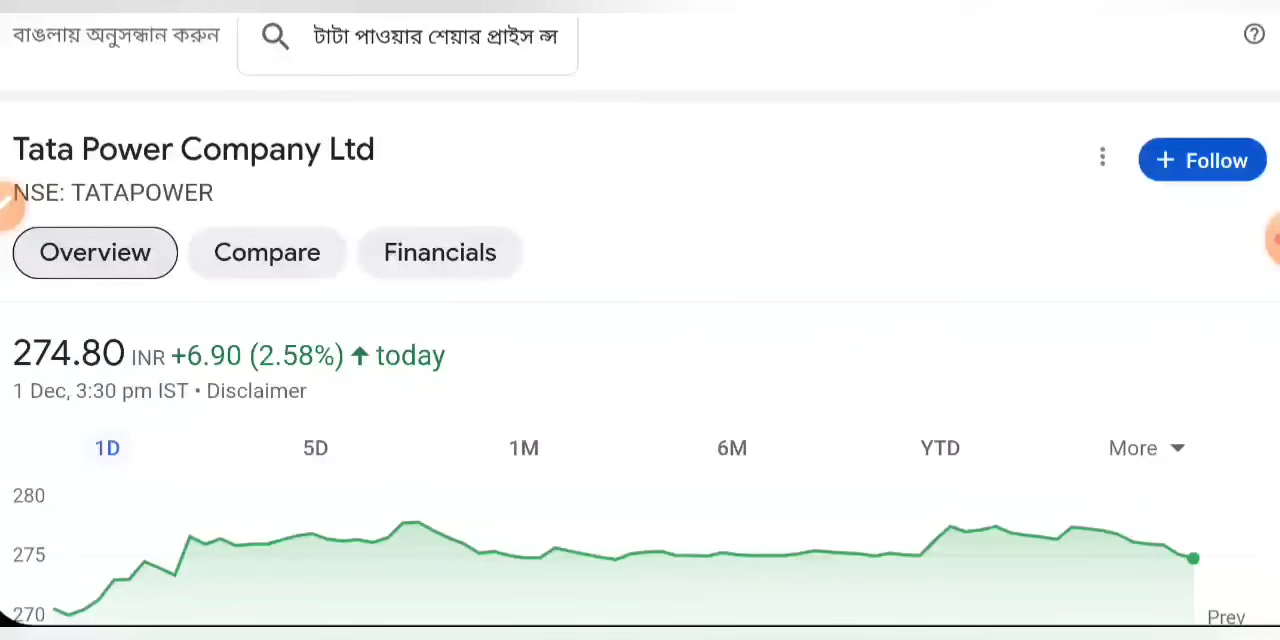 বাঙলায় অনুসন্ধান করুন
টাটা পাওয়ার শেয়ার প্রাইস ন্স
Tata Power Company Ltd
+ Follow
NSE: TATAPOWER
Overview Compare Financials
274.80 INR +6.90 (2.58%) ↑ today
1 Dec, 3:30 pm IST • Disclaimer
1D 5D 1M 6M YTD More
280
275
270
Prev